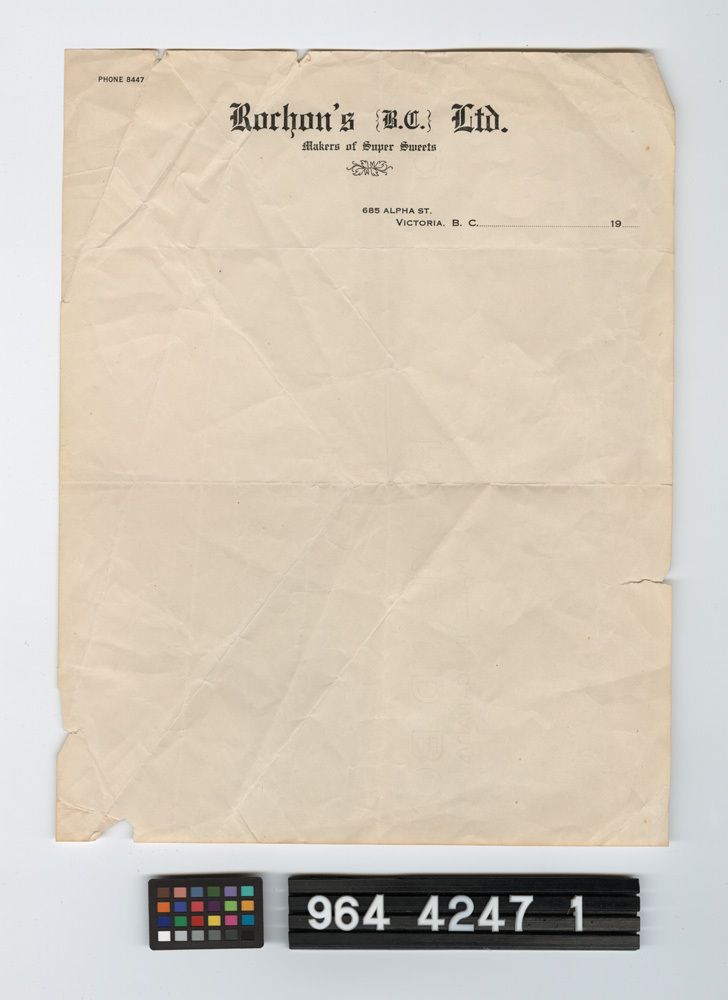 PHONE 8447
Rochon's {B.C.} Ltd.
Makers of Super Sweets
685 ALPHA ST.
VICTORIA, B. C. 19
964 4247 1